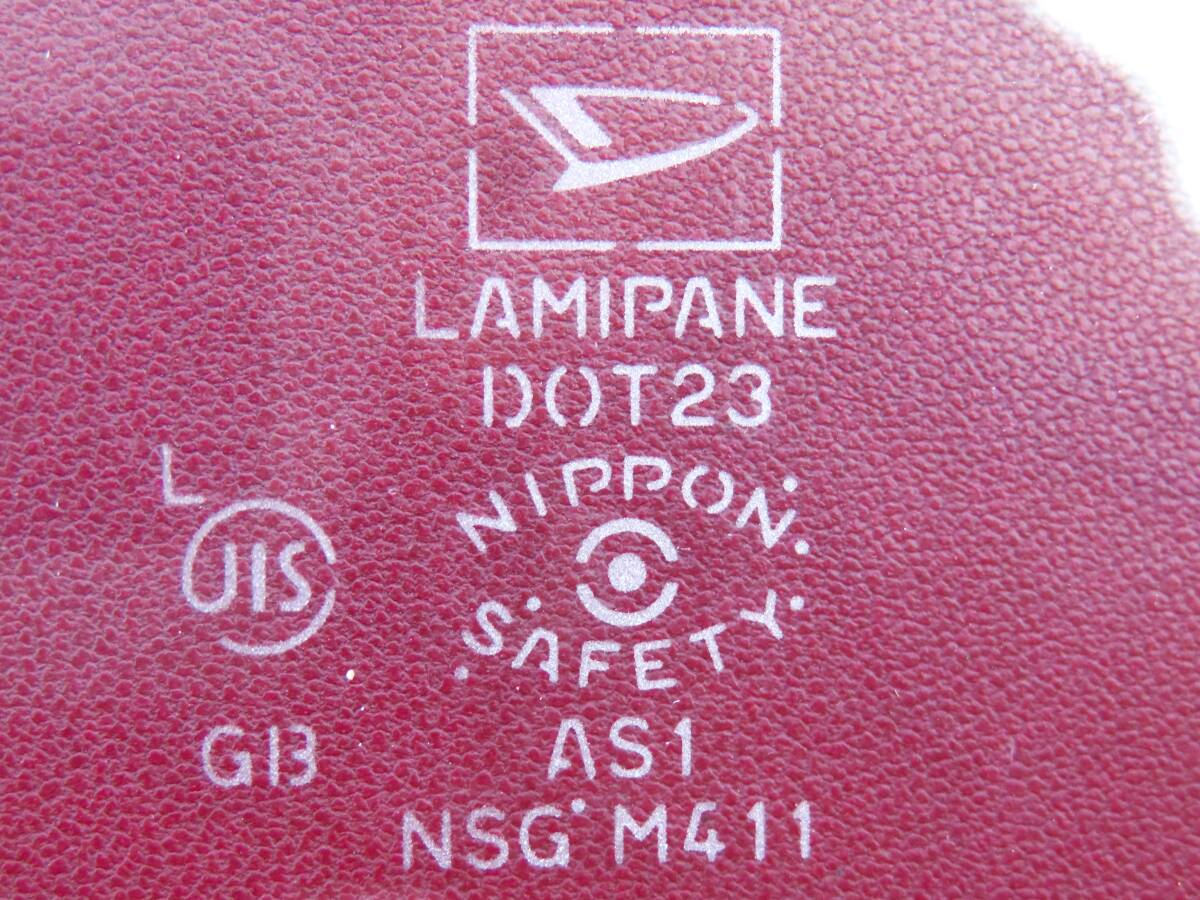 LAMIPANE
DOT23
NIPPON
L
JIS
SAFETY
G13
AS1
NSG M411